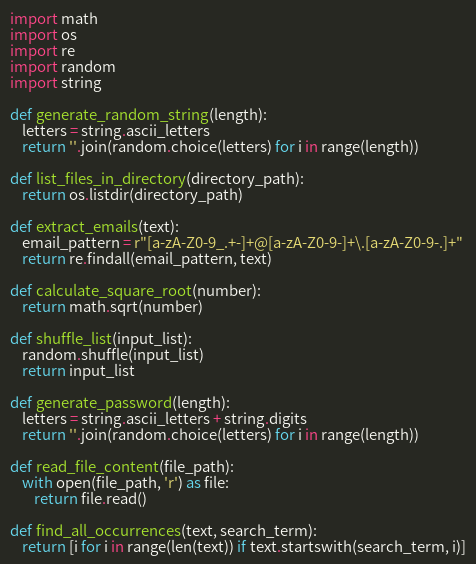 import math
import os
import re
import random
import string

def generate_random_string(length):
    letters = string.ascii_letters
    return ''.join(random.choice(letters) for i in range(length))

def list_files_in_directory(directory_path):
    return os.listdir(directory_path)

def extract_emails(text):
    email_pattern = r"[a-zA-Z0-9_.+-]+@[a-zA-Z0-9-]+\.[a-zA-Z0-9-.]+"
    return re.findall(email_pattern, text)

def calculate_square_root(number):
    return math.sqrt(number)

def shuffle_list(input_list):
    random.shuffle(input_list)
    return input_list

def generate_password(length):
    letters = string.ascii_letters + string.digits
    return ''.join(random.choice(letters) for i in range(length))

def read_file_content(file_path):
    with open(file_path, 'r') as file:
        return file.read()

def find_all_occurrences(text, search_term):
    return [i for i in range(len(text)) if text.startswith(search_term, i)]